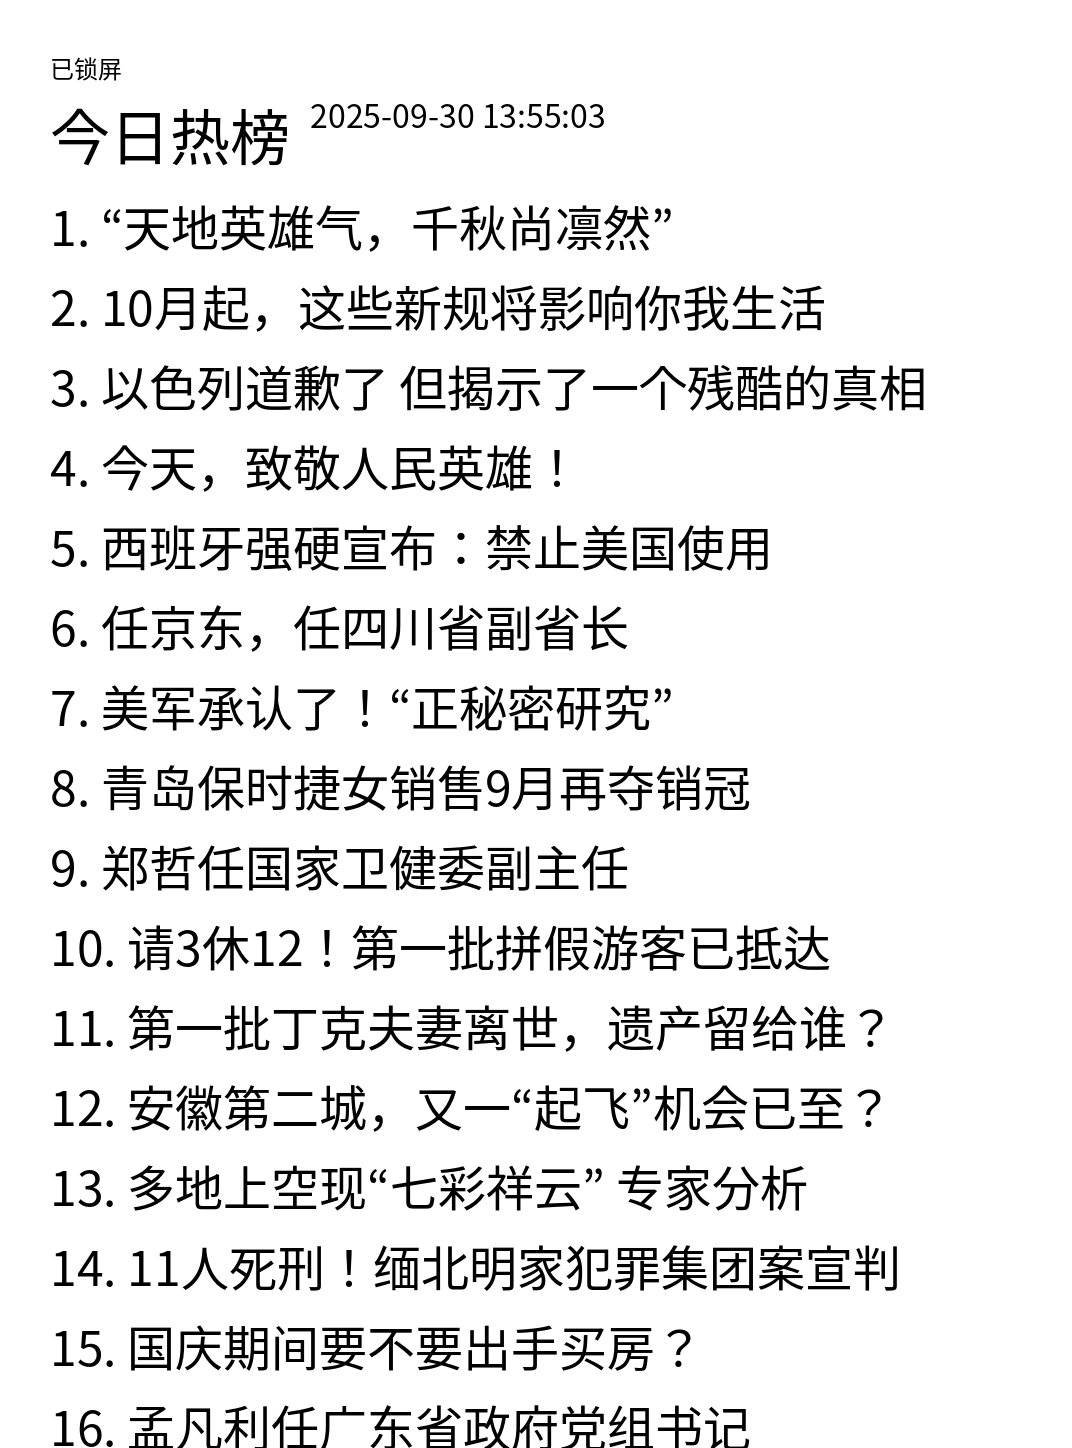 已锁屏
今日热榜 2025-09-30 13:55:03
1. “天地英雄气，千秋尚凛然”
2. 10月起，这些新规将影响你我生活
3. 以色列道歉了 但揭示了一个残酷的真相
4. 今天，致敬人民英雄！
5. 西班牙强硬宣布：禁止美国使用
6. 任京东，任四川省副省长
7. 美军承认了！“正秘密研究”
8. 青岛保时捷女销售9月再夺销冠
9. 郑哲任国家卫健委副主任
10. 请3休12！第一批拼假游客已抵达
11. 第一批丁克夫妻离世，遗产留给谁？
12. 安徽第二城，又一“起飞”机会已至？
13. 多地上空现“七彩祥云” 专家分析
14. 11人死刑！缅北明家犯罪集团案宣判
15. 国庆期间要不要出手买房？
16. 孟凡利任广东省政府党组书记